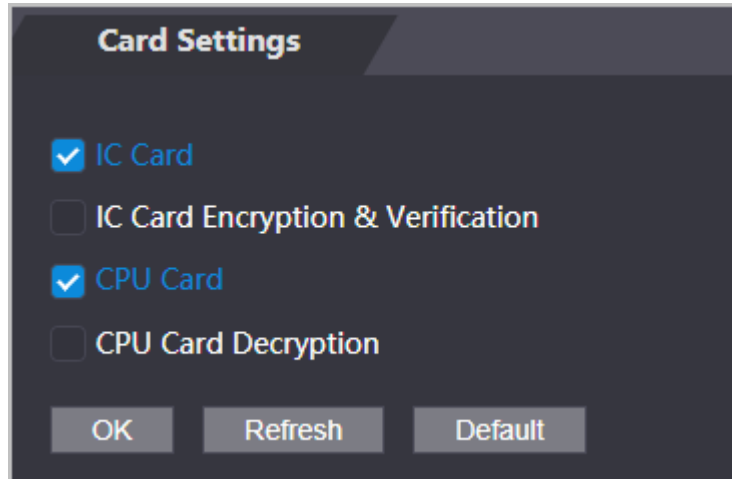 Card Settings
IC Card
IC Card Encryption & Verification
CPU Card
CPU Card Decryption
OK Refresh Default